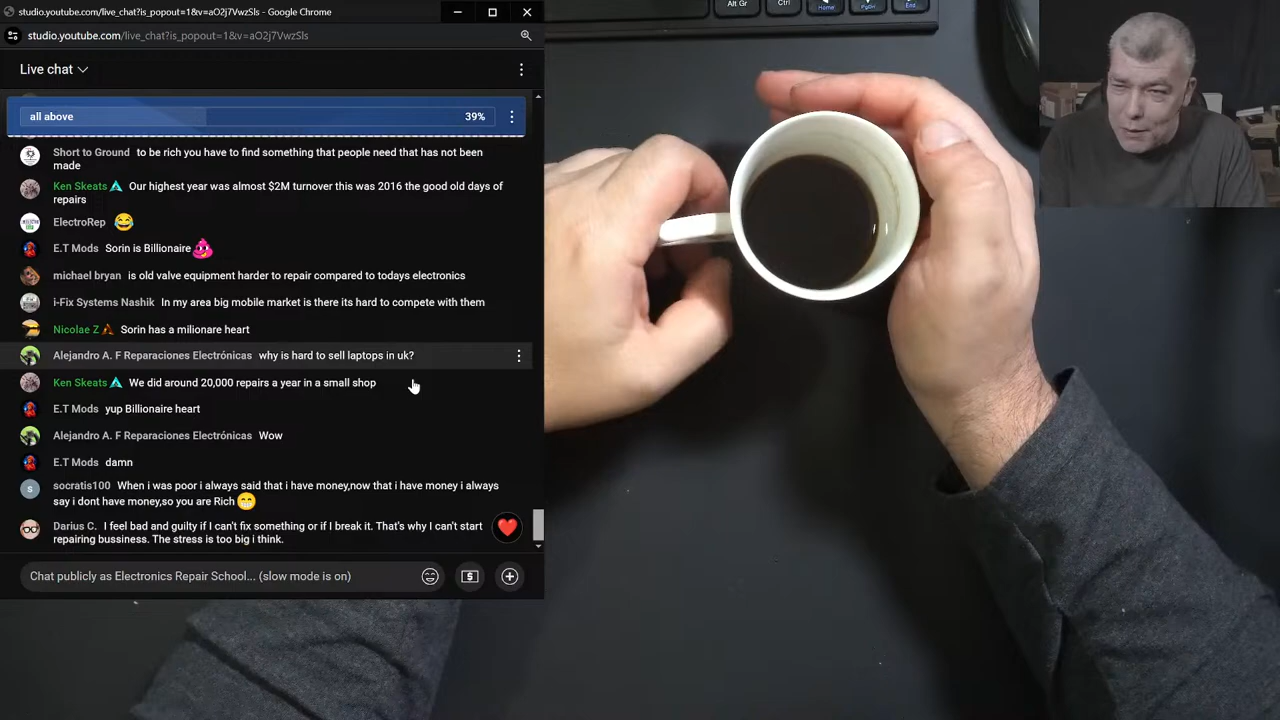 studio.youtube.com/live_chat?is_popout=1&v=aO2j7VwzSls - Google Chrome
studio.youtube.com/live_chat?is_popout=1&v=aO2j7VwzSls
Live chat
all above 39%
Short to Ground to be rich you have to find something that people need that has not been
made
Ken Skeats Our highest year was almost $2M turnover this was 2016 the good old days of
repairs
ElectroRep
E.T Mods Sorin is Billionaire
michael bryan is old valve equipment harder to repair compared to todays electronics
i-Fix Systems Nashik In my area big mobile market is there its hard to compete with them
Nicolae Z Sorin has a milionare heart
Alejandro A. F Reparaciones Electrónicas why is hard to sell laptops in uk?
Ken Skeats We did around 20,000 repairs a year in a small shop
E.T Mods yup Billionaire heart
Alejandro A. F Reparaciones Electrónicas Wow
E.T Mods damn
S
socratis100 When i was poor i always said that i have money,now that i have money i always
say i dont have money,so you are Rich
Darius C. I feel bad and guilty if I can't fix something or if I break it. That's why I can't start
repairing bussiness. The stress is too big i think.
Chat publicly as Electronics Repair School... (slow mode is on)
Alt Gr
Ctrl
Home
PgDn
End